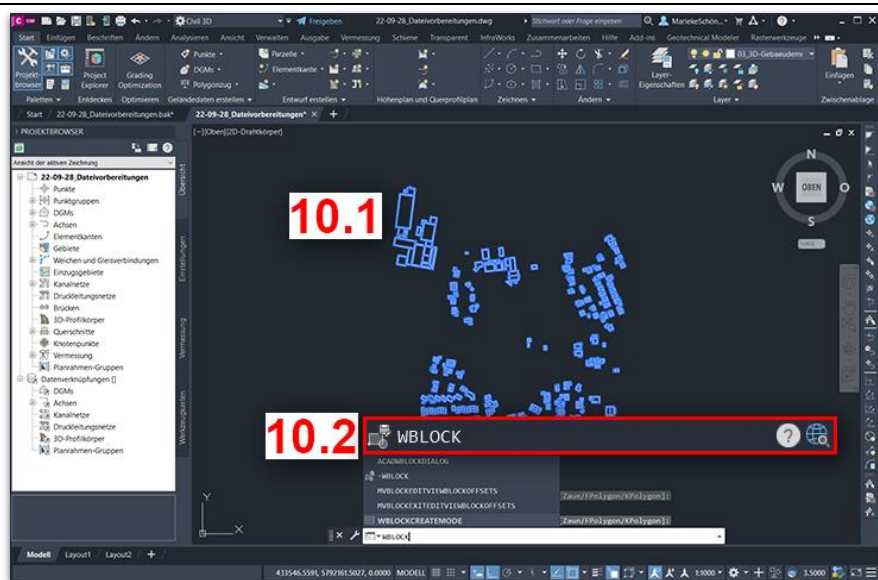 Civil 3D
Freigeben
22-09-28_Dateivorbereitungen.dwg
Stichwort oder Frage eingeben
MariekeSchön...
Start Einfügen Beschriften Ändern Analysieren Ansicht Verwalten Ausgabe Vermessung Schiene Transparent InfraWorks Zusammenarbeiten Hilfe Add-ins Geotechnical Modeler Rasterwerkzeuge
Projekt-browser
Project Explorer
Grading Optimization
Punkte
DGMs
Polygonzug
Parzelle
Elementkante
Layer-Eigenschaften
03_3D-Gebaeudemv
Einfügen
Paletten Entdecken Optimieren Geländedaten erstellen Entwurf erstellen Höhenplan und Querprofilplan Zeichnen Ändern Layer Zwischenablage
Start 22-09-28_Dateivorbereitungen.bak* 22-09-28_Dateivorbereitungen*
PROJEKTBROWSER
[−][Oben][2D-Drahtkörper]
Ansicht der aktiven Zeichnung
22-09-28_Dateivorbereitungen
Punkte
Punktgruppen
DGMs
Achsen
Elementkanten
Gebiete
Weichen und Gleisverbindungen
Einzugsgebiete
Kanalnetze
Druckleitungsnetze
Brücken
3D-Profilkörper
Querschnitte
Knotenpunkte
Vermessung
Planrahmen-Gruppen
Datenverknüpfungen []
DGMs
Achsen
Kanalnetze
Druckleitungsnetze
3D-Profilkörper
Planrahmen-Gruppen
Übersicht
Einstellungen
Vermessung
Werkzeugkasten
N
W OBEN O
S
WKS
10.1
10.2
WBLOCK
ACADWBLOCKDIALOG
-WBLOCK
MVBLOCKEDITVIEWBLOCKOFFSETS
MVBLOCKEXITEDITVIEWBLOCKOFFSETS
WBLOCKCREATEMODE
[Zaun/FPolygon/KPolygon]:
[Zaun/FPolygon/KPolygon]:
WBLOCK
Y
X
Modell Layout1 Layout2 +
433546.5591, 5792161.5027, 0.0000 MODELL 1:1000 3.5000